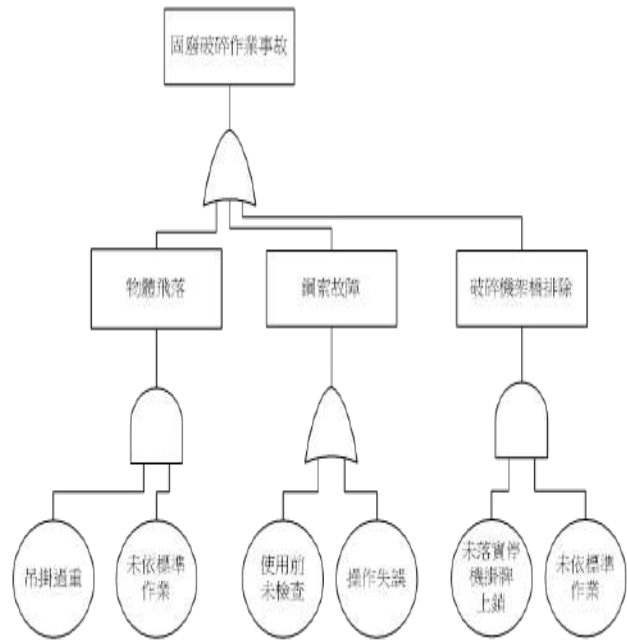 固廢破碎作業事故
物體飛落
鋼索故障
破碎機架橋排除
吊掛過重
未依標準
作業
使用前
未檢查
操作失誤
未落實停
機掛牌
上鎖
未依標準
作業